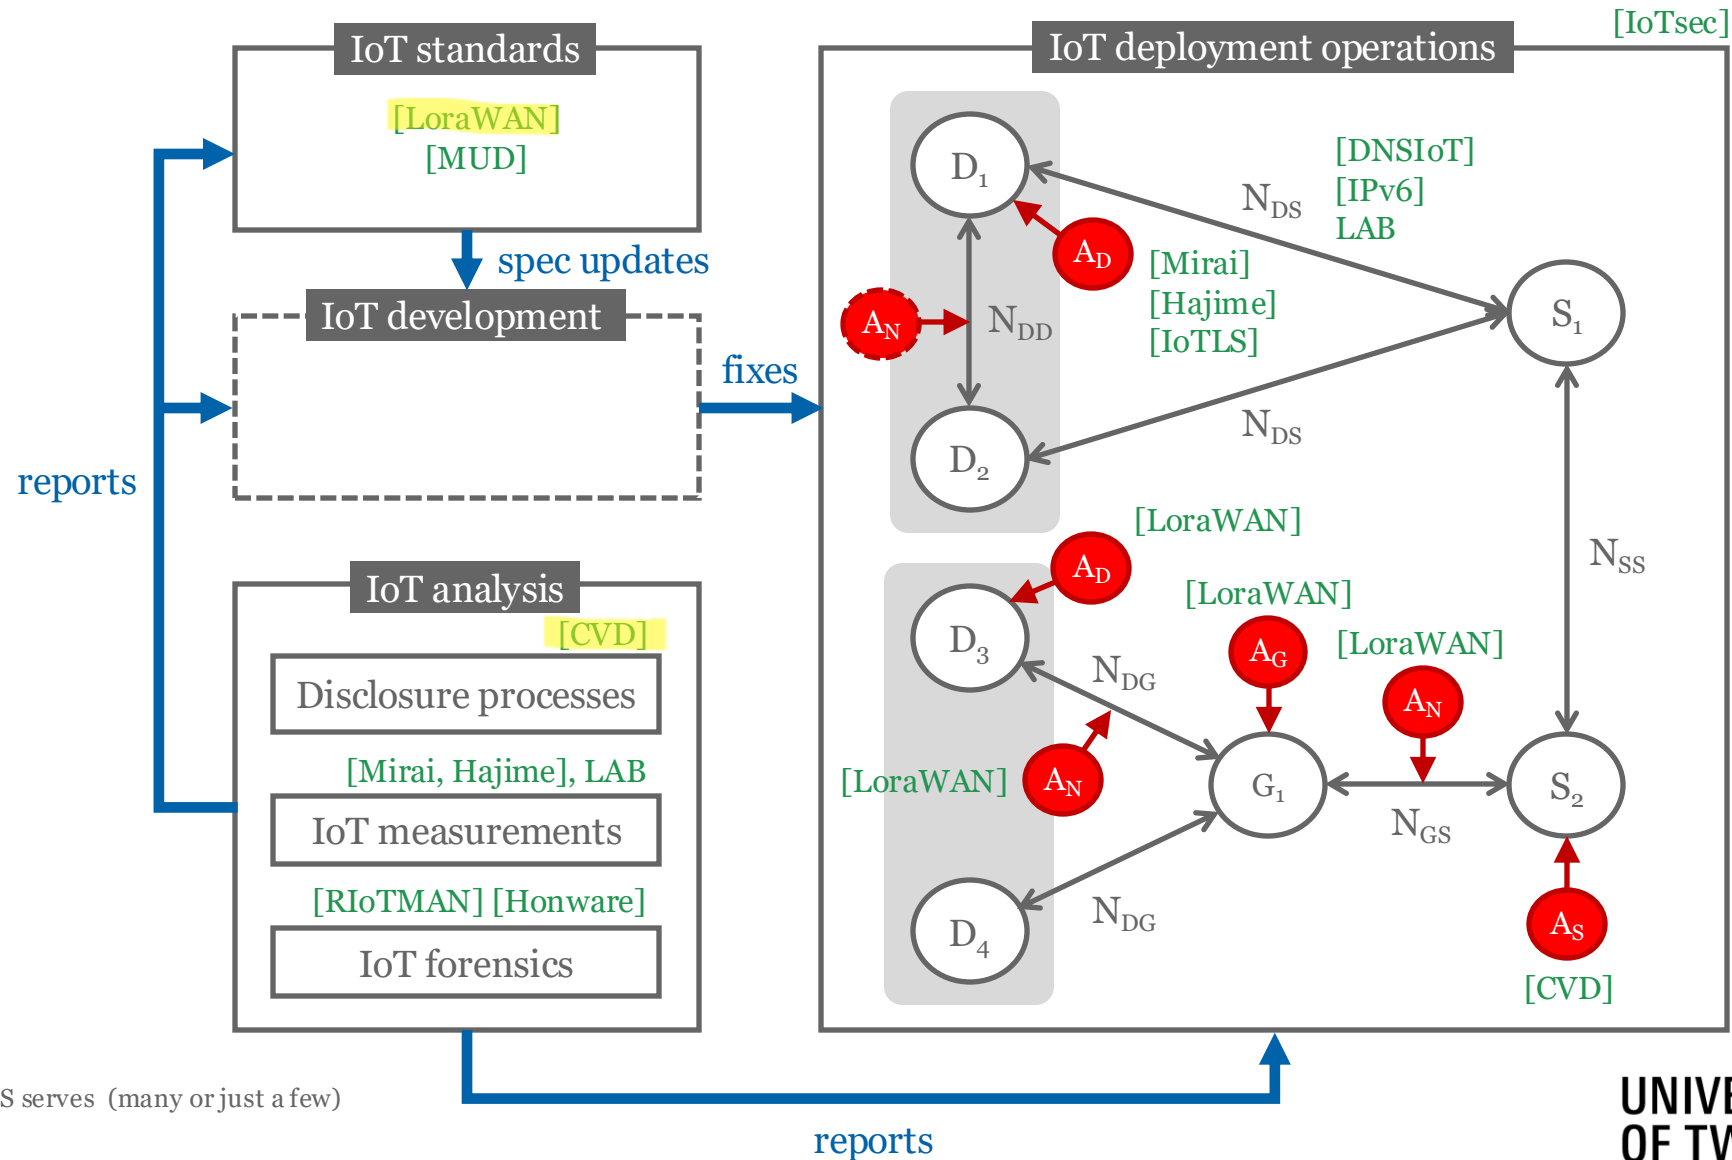 [IoTsec]
IoT standards
[LoraWAN]
[MUD]
spec updates
IoT development
fixes
reports
IoT analysis
[CVD]
Disclosure processes
[Mirai, Hajime], LAB
IoT measurements
[RIoTMAN] [Honware]
IoT forensics
reports
IoT deployment operations
D1
AD
AN
NDD
D2
NDS
[DNSIoT]
[IPv6]
LAB
[Mirai]
[Hajime]
[IoTLS]
NDS
S1
NSS
[LoraWAN]
AD
D3
NDG
[LoraWAN]
AN
[LoraWAN]
AG
G1
[LoraWAN]
AN
NGS
S2
D4
NDG
AS
[CVD]
S serves (many or just a few)
UNIVE
OF TW